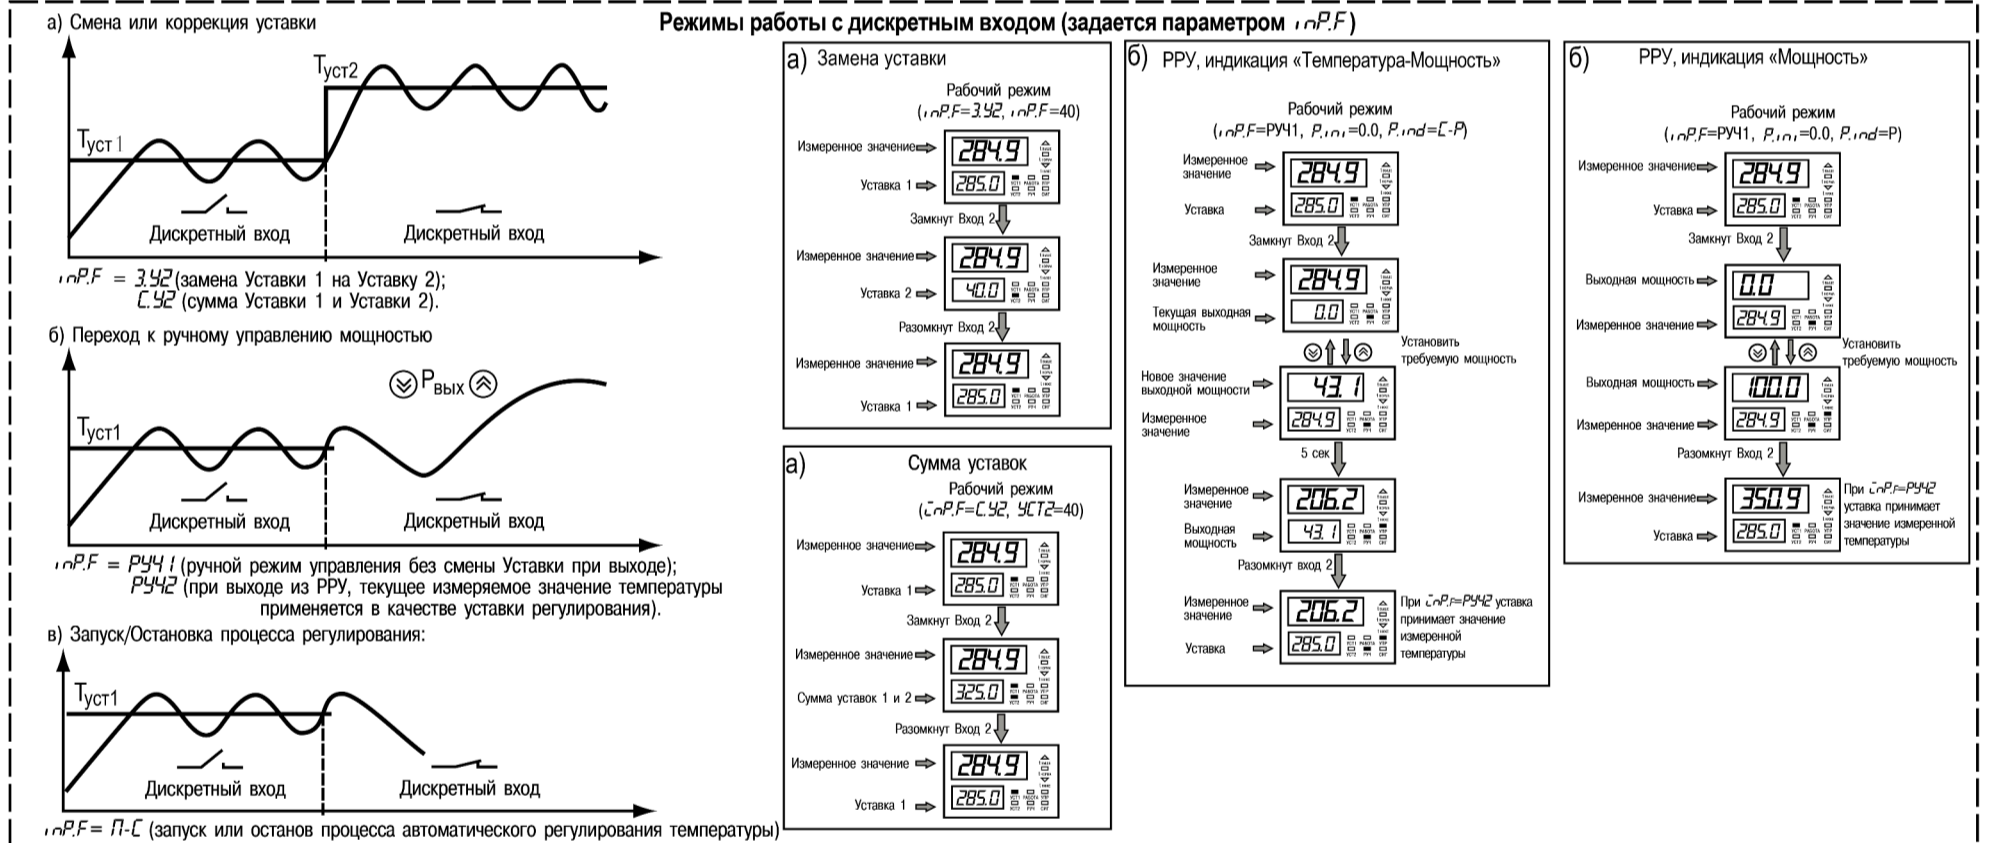 а) Смена или коррекция уставки
Режимы работы с дискретным входом (задается параметром inP.F)
Tуст2
Tуст 1
Дискретный вход
Дискретный вход
inP.F = З.У2 (замена Уставки 1 на Уставку 2);
С.У2 (сумма Уставки 1 и Уставки 2).
б) Переход к ручному управлению мощностью
Pвых
Tуст1
Дискретный вход
Дискретный вход
inP.F = РУЧ1 (ручной режим управления без смены Уставки при выходе);
РУЧ2 (при выходе из РРУ, текущее измеряемое значение температуры
применяется в качестве уставки регулирования).
в) Запуск/Остановка процесса регулирования:
Tуст1
Дискретный вход
Дискретный вход
inP.F = П-С (запуск или останов процесса автоматического регулирования температуры)
а) Замена уставки
Рабочий режим
(inP.F=З.У2, inP.F=40)
Измеренное значение
284.9
Уставка 1
285.0
Замкнут Вход 2
Измеренное значение
284.9
Уставка 2
40.0
Разомкнут Вход 2
Измеренное значение
284.9
Уставка 1
285.0
а) Сумма уставок
Рабочий режим
(inP.F=С.У2, УСТ2=40)
Измеренное значение
284.9
Уставка 1
285.0
Замкнут Вход 2
Измеренное значение
284.9
Сумма уставок 1 и 2
325.0
Разомкнут Вход 2
Измеренное значение
284.9
Уставка 1
285.0
б) РРУ, индикация «Температура-Мощность»
Рабочий режим
(inP.F=РУЧ1, P.ini=0.0, P.ind=C-P)
Измеренное
значение
284.9
Уставка
285.0
Замкнут Вход 2
Измеренное
значение
284.9
Текущая выходная
мощность
0.0
Установить
требуемую мощность
Новое значение
выходной мощности
43.1
Измеренное
значение
284.9
5 сек
Измеренное
значение
206.2
Выходная
мощность
43.1
Разомкнут вход 2
Измеренное
значение
206.2
Уставка
285.0
При inP.F=РУЧ2 уставка
принимает значение
измеренной
температуры
б) РРУ, индикация «Мощность»
Рабочий режим
(inP.F=РУЧ1, P.ini=0.0, P.ind=P)
Измеренное значение
284.9
Уставка
285.0
Замкнут Вход 2
Выходная мощность
0.0
Измеренное значение
284.9
Установить
требуемую мощность
Выходная мощность
100.0
Измеренное значение
284.9
Разомкнут Вход 2
Измеренное значение
350.9
Уставка
285.0
При inP.F=РУЧ2
уставка принимает
значение измеренной
температуры